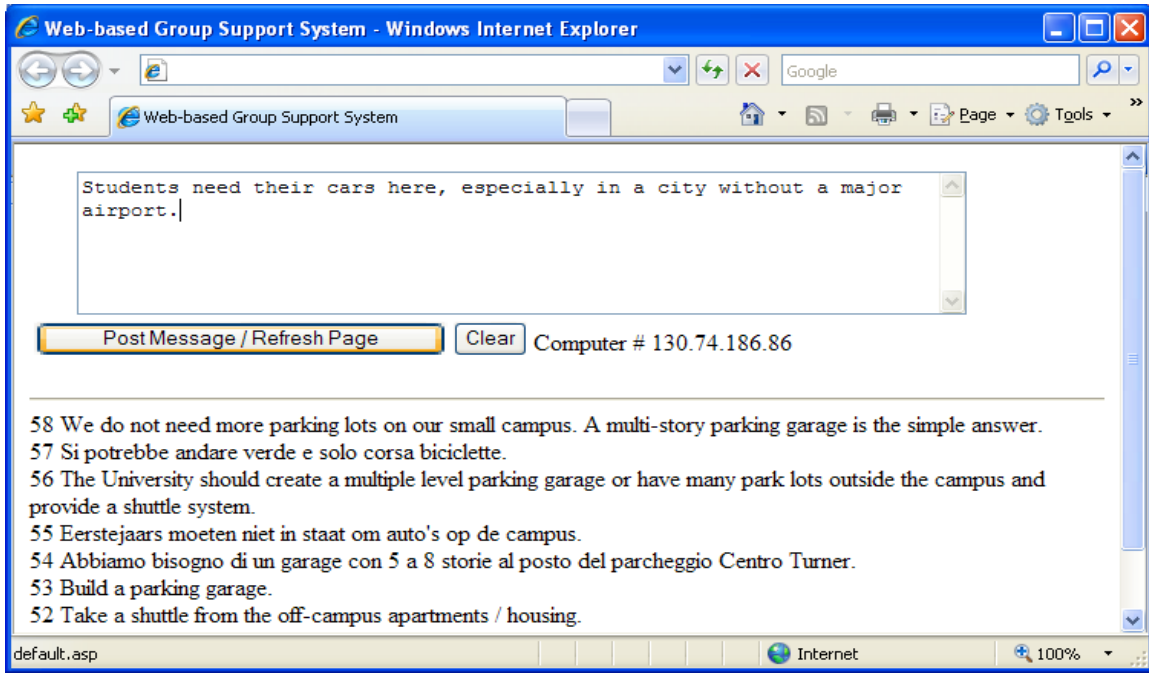 Web-based Group Support System - Windows Internet Explorer
Google
Web-based Group Support System
Page
Tools
Students need their cars here, especially in a city without a major
airport.
Post Message / Refresh Page Clear Computer # 130.74.186.86
58 We do not need more parking lots on our small campus. A multi-story parking garage is the simple answer.
57 Si potrebbe andare verde e solo corsa biciclette.
56 The University should create a multiple level parking garage or have many park lots outside the campus and
provide a shuttle system.
55 Eerstejaars moeten niet in staat om auto's op de campus.
54 Abbiamo bisogno di un garage con 5 a 8 storie al posto del parcheggio Centro Turner.
53 Build a parking garage.
52 Take a shuttle from the off-campus apartments / housing.
default.asp Internet 100%